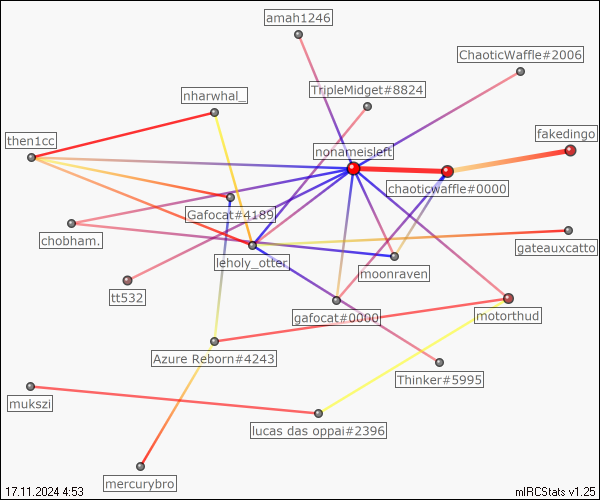 amah1246
ChaoticWaffle#2006
TripleMidget#8824
nharwhal_
fakedingo
then1cc
nonameisleft
chaoticwaffle#0000
Gafocat#4189
chobham.
gateauxcatto
leholy_otter
moonraven
tt532
gafocat#0000
motorthud
Azure Reborn#4243
Thinker#5995
mukszi
lucas das oppai#2396
mercurybro
17.11.2024 4:53
mIRCStats v1.25